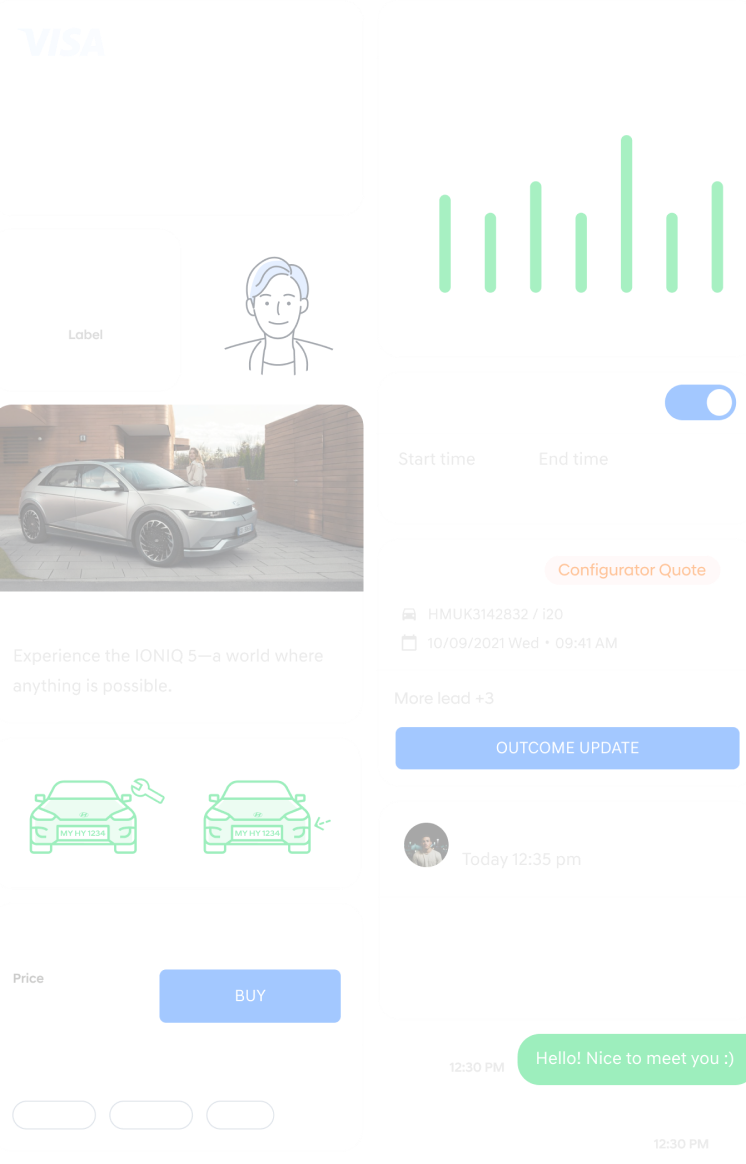 VISA
Label
Experience the IONIQ 5—a world where
anything is possible.
MY HY 1234
MY HY 1234
Price
BUY
Start time
End time
Configurator Quote
HMUK3142832 / i20
10/09/2021 Wed • 09:41 AM
More lead +3
OUTCOME UPDATE
Today 12:35 pm
12:30 PM
Hello! Nice to meet you :)
12:30 PM